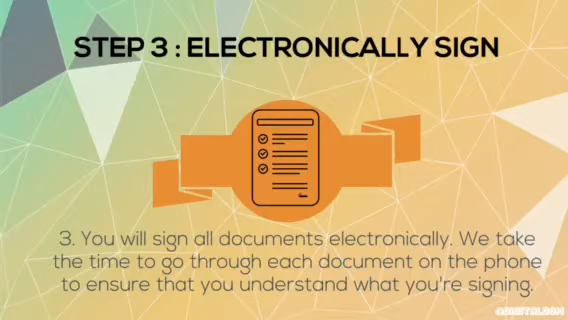 STEP 3 : ELECTRONICALLY SIGN
3. You will sign all documents electronically. We take
the time to go through each document on the phone
to ensure that you understand what you're signing.